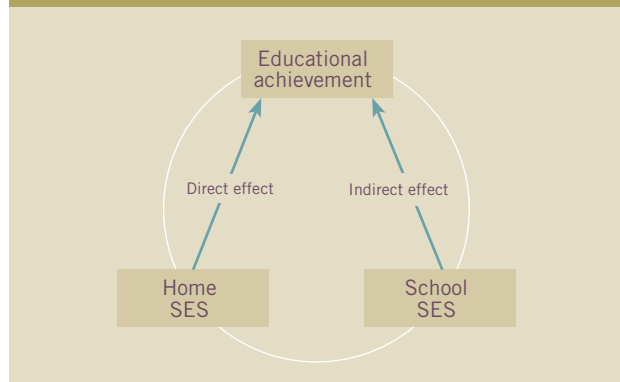 Educational
achievement
Direct effect
Indirect effect
Home
SES
School
SES